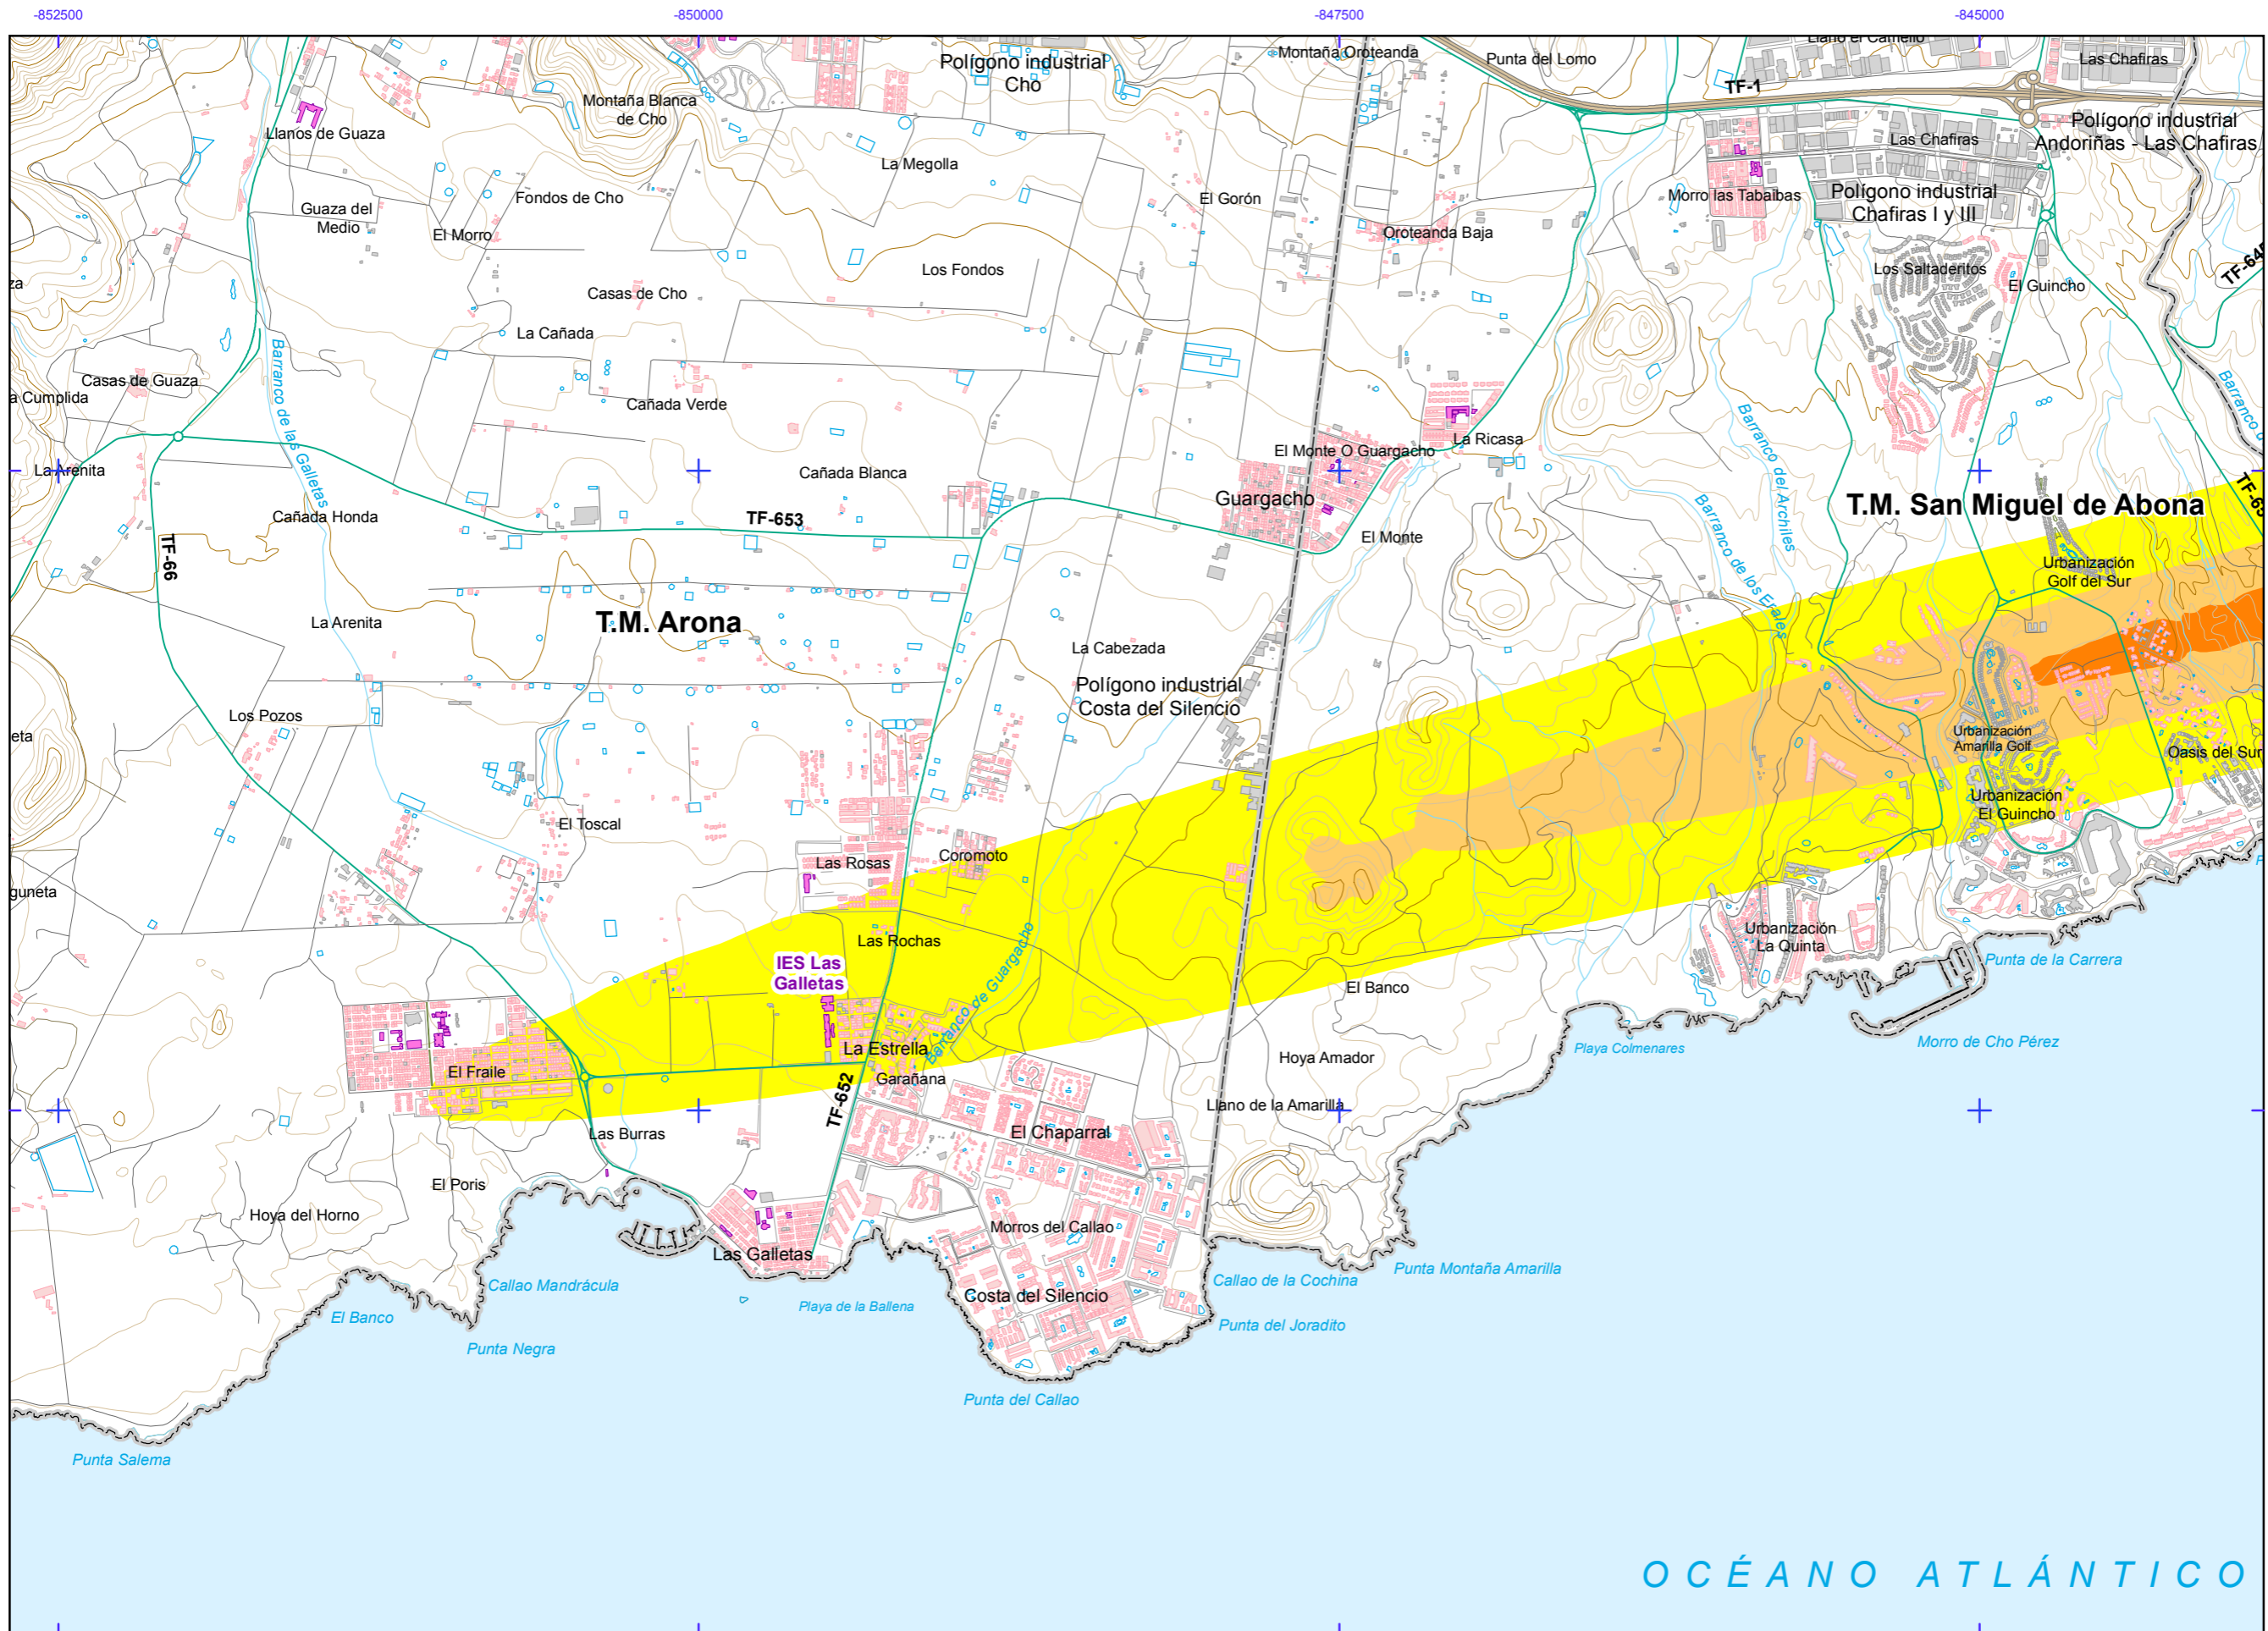 -852500
-850000
-847500
-845000
Polígono industrial
Cho
Montaña Oroteanda
Punta del Lomo
Llano el Camello
Las Chafiras
TF-1
Montaña Blanca
de Cho
Llanos de Guaza
Polígono industrial
Andoriñas - Las Chafiras
Las Chafiras
La Megolla
Fondos de Cho
El Gorón
Morro las Tabaibas
Polígono industrial
Chafiras I y III
Guaza del
Medio
El Morro
Oroteanda Baja
Los Fondos
Los Saltaderitos
El Guincho
TF-64
za
Casas de Cho
La Cañada
Barranco de las Galletas
Casas de Guaza
a Cumplida
Cañada Verde
Barranco
La Ricasa
El Monte O Guargacho
La Arenita
Cañada Blanca
Barranco del Archiles
Guargacho
T.M. San Miguel de Abona
TF-65
Cañada Honda
TF-653
El Monte
Barranco de los Erales
TF-66
Urbanización
Golf del Sur
La Arenita
T.M. Arona
La Cabezada
Polígono industrial
Costa del Silencio
Los Pozos
eta
Urbanización
Amarilla Golf
Oasis del Sur
Urbanización
El Guincho
El Toscal
Las Rosas
Coromoto
guneta
P
Urbanización
La Quinta
Las Rochas
Barranco de Guargacho
IES Las
Galletas
Punta de la Carrera
El Banco
La Estrella
Playa Colmenares
Morro de Cho Pérez
El Fraile
Garañana
Hoya Amador
TF-652
Llano de la Amarilla
Las Burras
El Chaparral
El Poris
Hoya del Horno
Morros del Callao
Las Galletas
Callao Mandrácula
Callao de la Cochina
Punta Montaña Amarilla
Costa del Silencio
Playa de la Ballena
El Banco
Punta del Joradito
Punta Negra
Punta del Callao
Punta Salema
OCÉANO ATLÁNTICO